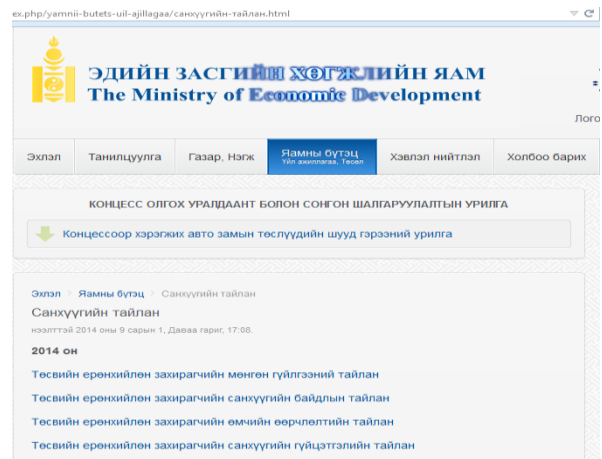 ex.php/yamnii-butets-uil-ajillagaa/санхүүгийн-тайлан.html
ЭДИЙН ЗАСГИЙН ХӨГЖЛИЙН ЯАМ
The Ministry of Economic Development
Лого
Эхлэл
Танилцуулга
Газар, Нэгж
Яамны бүтэц
Үйл ажиллагаа, Төсөл
Хэвлэл нийтлэл
Холбоо барих
КОНЦЕСС ОЛГОХ УРАЛДААНТ БОЛОН СОНГОН ШАЛГАРУУЛАЛТЫН УРИЛГА
Концессоор хэрэгжих авто замын төслүүдийн шууд гэрээний урилга
Эхлэл Яамны бүтэц Санхүүгийн тайлан
Санхүүгийн тайлан
нээлттэй 2014 оны 9 сарын 1, Даваа гариг, 17:08.
2014 он
Төсвийн ерөнхийлөн захирагчийн мөнгөн гүйлгээний тайлан
Төсвийн ерөнхийлөн захирагчийн санхүүгийн байдлын тайлан
Төсвийн ерөнхийлөн захирагчийн өмчийн өөрчлөлтийн тайлан
Төсвийн ерөнхийлөн захирагчийн санхүүгийн гүйцэтгэлийн тайлан